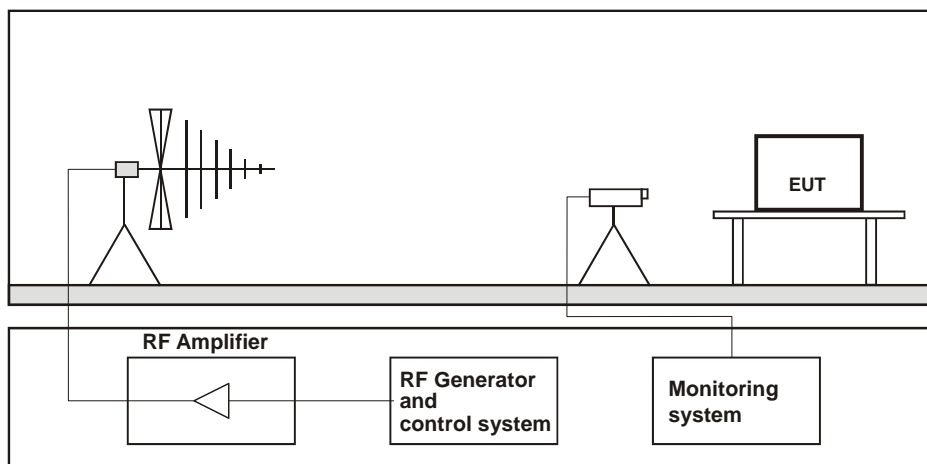 EUT
RF Amplifier
RF Generator
and
control system
Monitoring
system